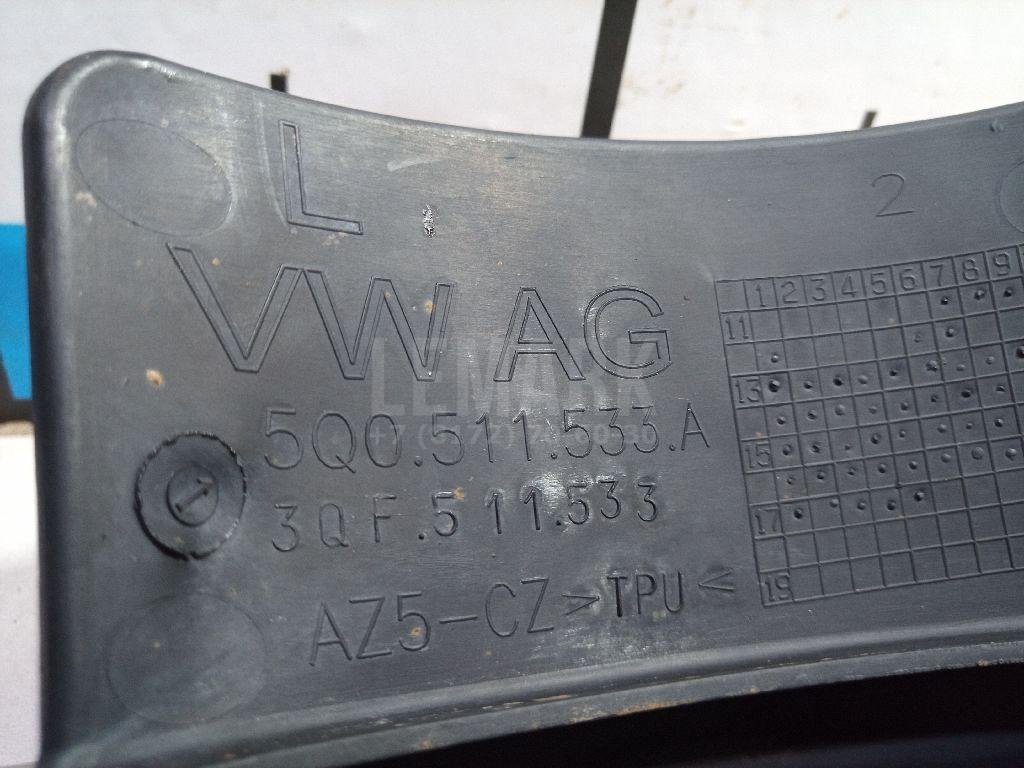 L
2
VW AG
1 2 3 4 5 6 7 8 9
11
13
15
17
19
5Q0.511.533.A
3QF.511.533
AZ5-CZ >TPU<
LEMARK